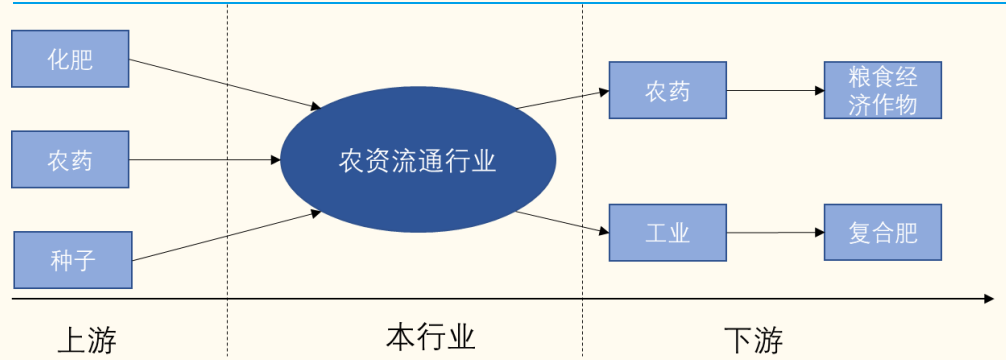 化肥
农药
种子
农资流通行业
农药
粮食经
济作物
工业
复合肥
上游
本行业
下游